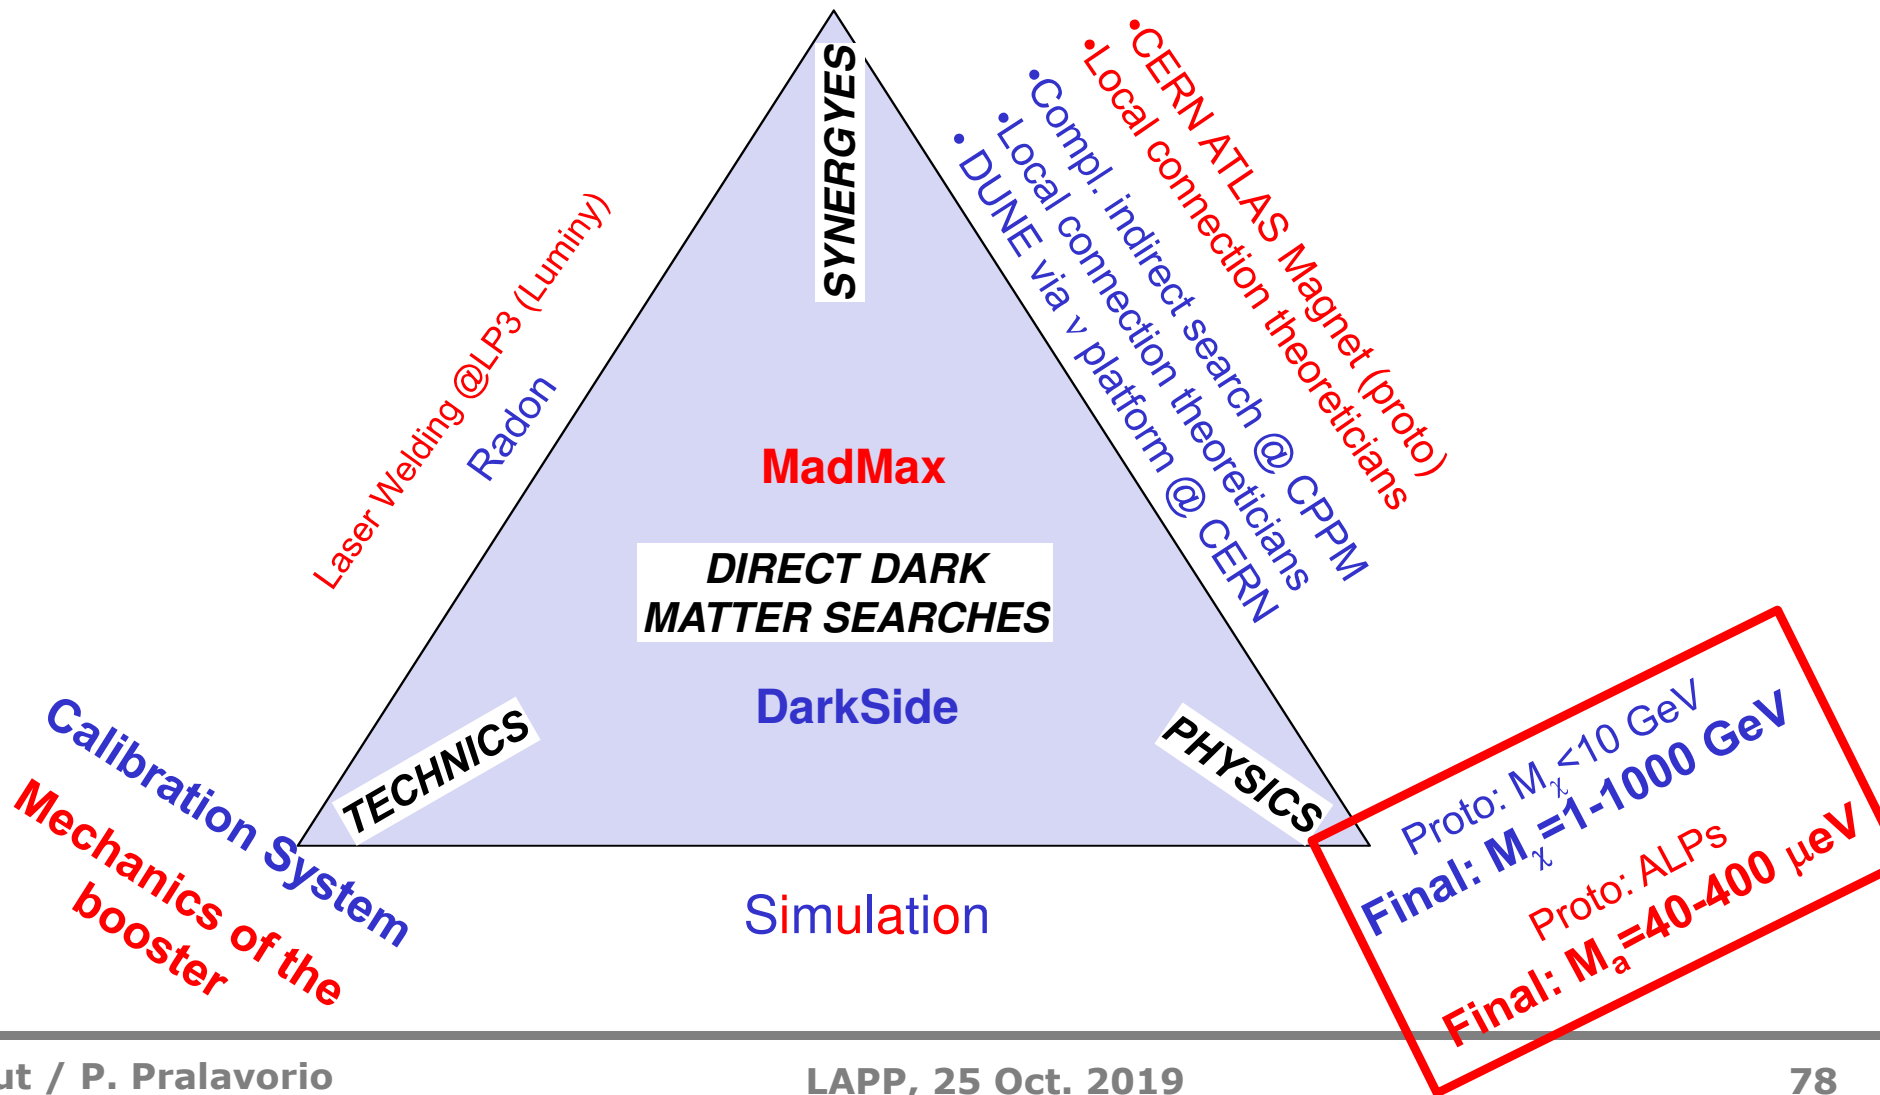 SYNERGYES
•CERN ATLAS Magnet (proto)
•Local connection theoreticians
•Compl. indirect search @ CPPM
•Local connection theoreticians
• DUNE via ν platform @ CERN
Laser Welding @LP3 (Luminy)
Radon
MadMax
DIRECT DARK
MATTER SEARCHES
DarkSide
TECHNICS
PHYSICS
Calibration System
Mechanics of the
booster
Simulation
Proto: Mχ<10 GeV
Final: Mχ=1-1000 GeV
Proto: ALPs
Final: Ma=40-400 μeV
/ P. Pralavorio
LAPP, 25 Oct. 2019
78